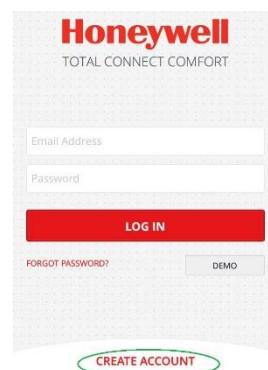 Honeywell
TOTAL CONNECT COMFORT
Email Address
Password
LOG IN
FORGOT PASSWORD?
DEMO
CREATE ACCOUNT